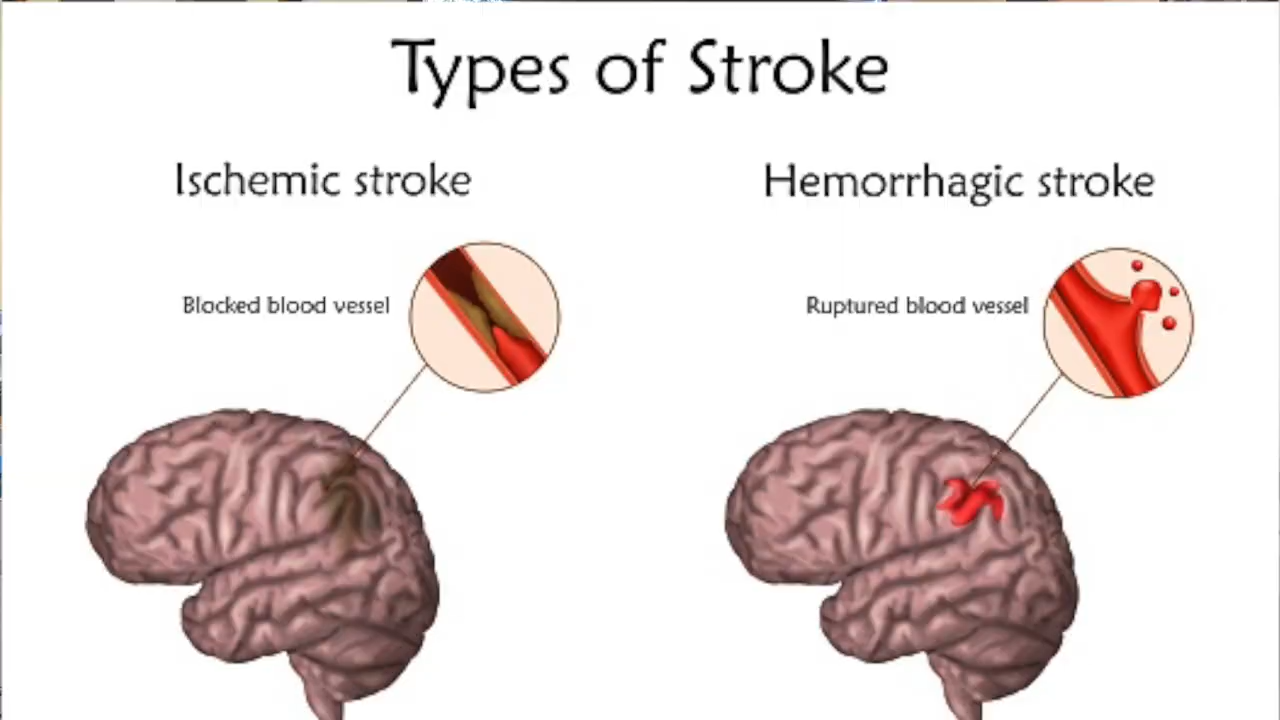 Types of Stroke
Ischemic stroke
Hemorrhagic stroke
Blocked blood vessel
Ruptured blood vessel